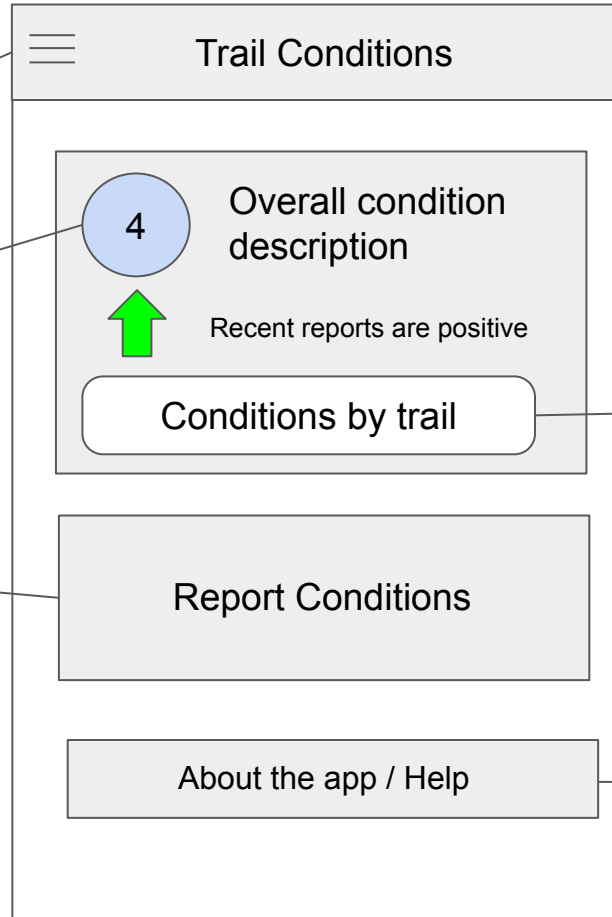 Trail Conditions
4
Overall condition
description
Recent reports are positive
Conditions by trail
Report Conditions
About the app / Help